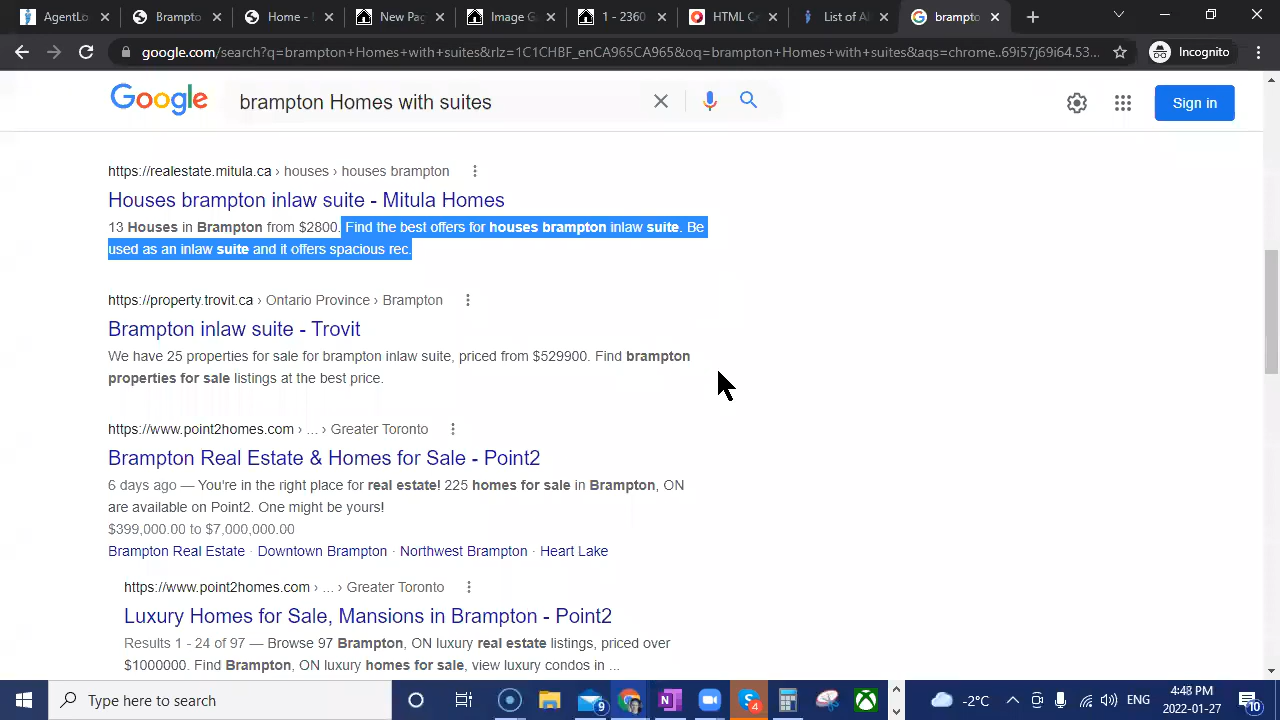 AgentLo
Brampto
Home -
New Pag
Image G
1 - 2360
HTML Co
List of Al
brampto
google.com/search?q=brampton+Homes+with+suites&rlz=1C1CHBF_enCA965CA965&oq=brampton+Homes+with+suites&aqs=chrome..69i57j69i64.53...
Incognito
Google
brampton Homes with suites
Sign in
https://realestate.mitula.ca › houses › houses brampton
Houses brampton inlaw suite - Mitula Homes
13 Houses in Brampton from $2800. Find the best offers for houses brampton inlaw suite. Be
used as an inlaw suite and it offers spacious rec.
https://property.trovit.ca › Ontario Province › Brampton
Brampton inlaw suite - Trovit
We have 25 properties for sale for brampton inlaw suite, priced from $529900. Find brampton
properties for sale listings at the best price.
https://www.point2homes.com › ... › Greater Toronto
Brampton Real Estate & Homes for Sale - Point2
6 days ago — You're in the right place for real estate! 225 homes for sale in Brampton, ON
are available on Point2. One might be yours!
$399,000.00 to $7,000,000.00
Brampton Real Estate · Downtown Brampton · Northwest Brampton · Heart Lake
https://www.point2homes.com › ... › Greater Toronto
Luxury Homes for Sale, Mansions in Brampton - Point2
Results 1 - 24 of 97 — Browse 97 Brampton, ON luxury real estate listings, priced over
$1000000. Find Brampton, ON luxury homes for sale, view luxury condos in ...
Type here to search
9
4
-2°C
ENG
4:48 PM
2022-01-27
10